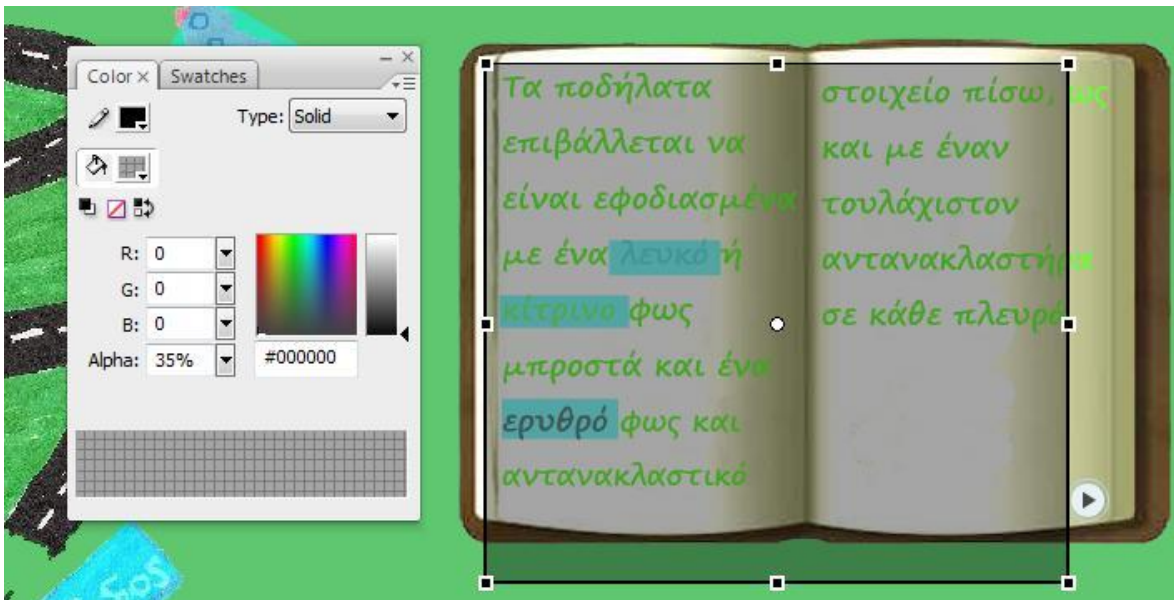 Color × Swatches
Type: Solid
R: 0
G: 0
B: 0
Alpha: 35%
#000000
Τα ποδήλατα
επιβάλλεται να
είναι εφοδιασμένα
με ένα λευκό ή
κίτρινο φως
μπροστά και ένα
ερυθρό φως και
αντανακλαστικό
στοιχείο πίσω, ως
και με έναν
τουλάχιστον
αντανακλαστήρα
σε κάθε πλευρά